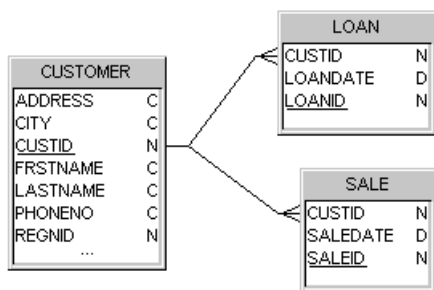 CUSTOMER
ADDRESS C
CITY C
CUSTID N
FRSTNAME C
LASTNAME C
PHONENO C
REGNID N
...
LOAN
CUSTID N
LOANDATE D
LOANID N
SALE
CUSTID N
SALEDATE D
SALEID N